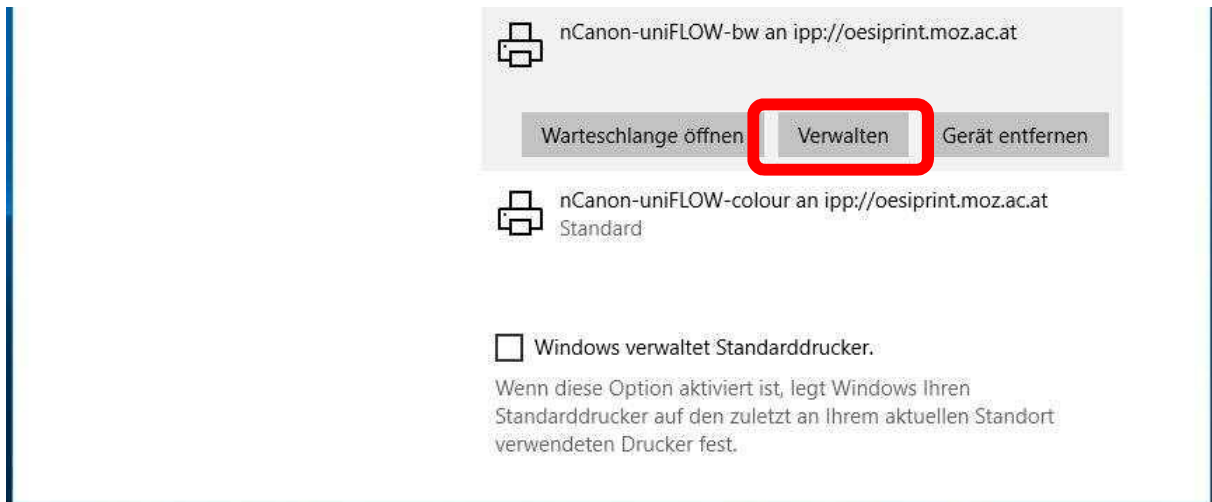 nCanon-uniFLOW-bw an ipp://oesiprint.moz.ac.at
Warteschlange öffnen Verwalten Gerät entfernen
nCanon-uniFLOW-colour an ipp://oesiprint.moz.ac.at
Standard
Windows verwaltet Standarddrucker.
Wenn diese Option aktiviert ist, legt Windows Ihren
Standarddrucker auf den zuletzt an Ihrem aktuellen Standort
verwendeten Drucker fest.